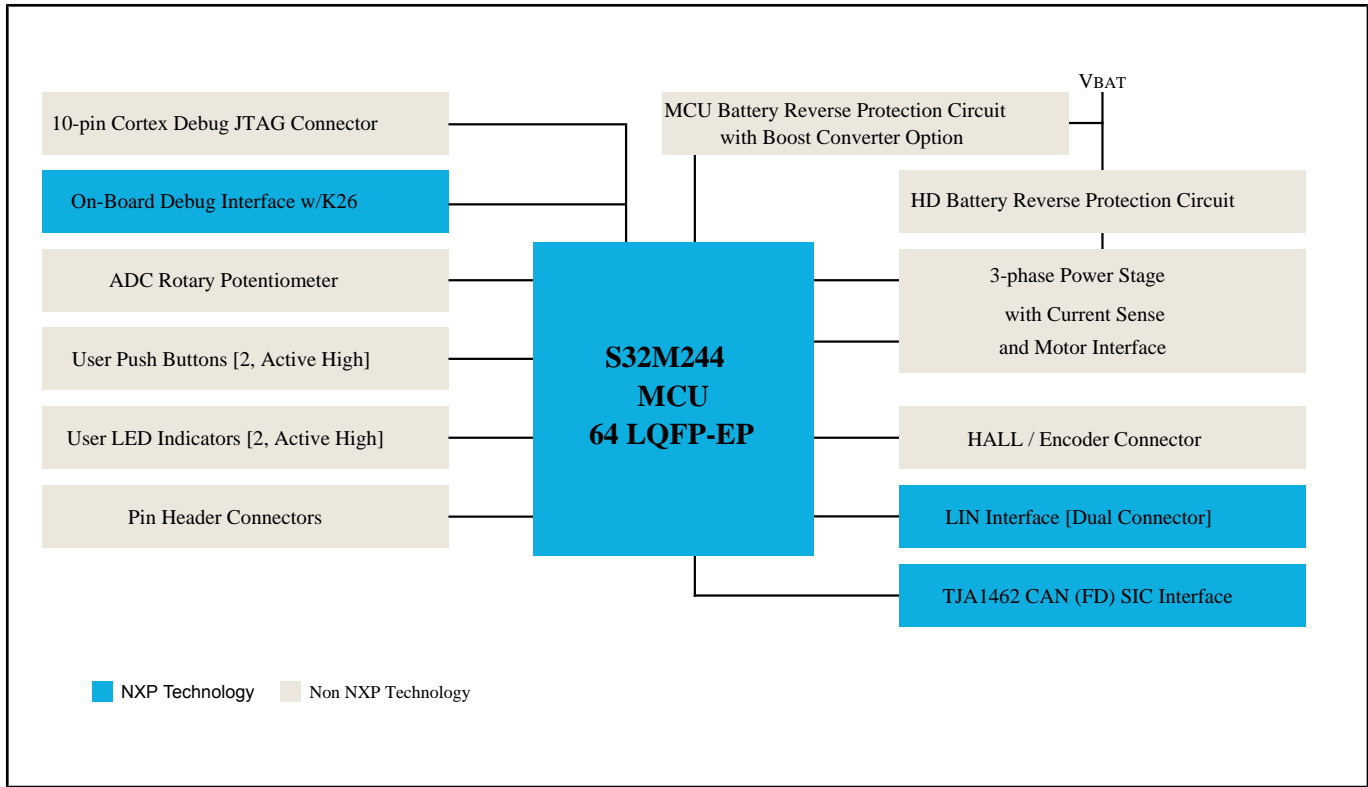 VBAT
10-pin Cortex Debug JTAG Connector
MCU Battery Reverse Protection Circuit
with Boost Converter Option
On-Board Debug Interface w/K26
HD Battery Reverse Protection Circuit
ADC Rotary Potentiometer
3-phase Power Stage
with Current Sense
and Motor Interface
User Push Buttons [2, Active High]
S32M244
MCU
64 LQFP-EP
User LED Indicators [2, Active High]
HALL / Encoder Connector
Pin Header Connectors
LIN Interface [Dual Connector]
TJA1462 CAN (FD) SIC Interface
NXP Technology
Non NXP Technology